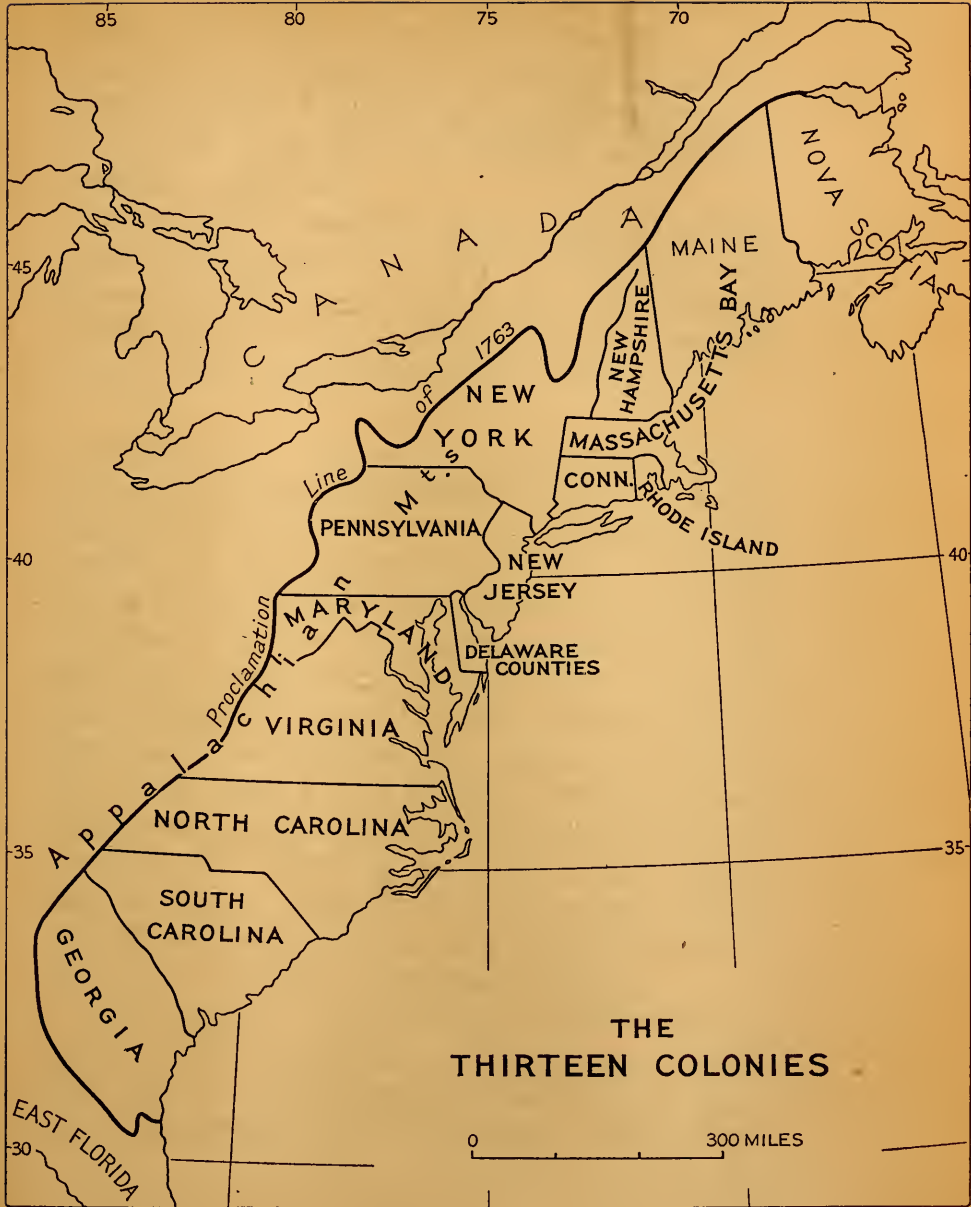 85 80 75 70
CANADA
NOVA SCOTIA
MAINE
45
45
MASSACHUSETTS BAY
NEW
HAMPSHIRE
Proclamation Line of 1763
NEW
YORK
MASSACHUSETTS
CONN.
RHODE ISLAND
Appalachian Mts.
PENNSYLVANIA
40
40
NEW
JERSEY
MARYLAND
DELAWARE
COUNTIES
VIRGINIA
NORTH CAROLINA
35
35
SOUTH
CAROLINA
GEORGIA
THE
THIRTEEN COLONIES
EAST FLORIDA
30
0 300 MILES